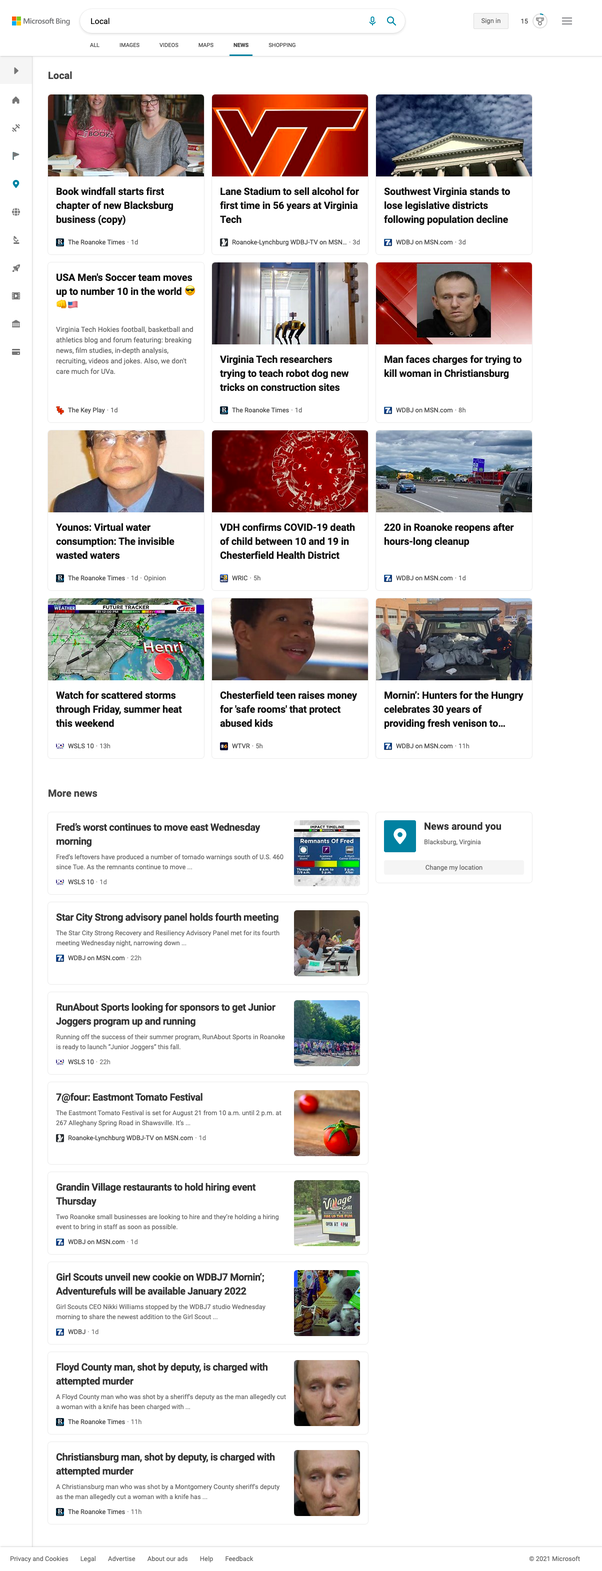 Microsoft Bing
Local
Sign in
15
ALL
IMAGES
VIDEOS
MAPS
NEWS
SHOPPING
Local
Book windfall starts first
chapter of new Blacksburg
business (copy)
The Roanoke Times · 1d
VT
Lane Stadium to sell alcohol for
first time in 56 years at Virginia
Tech
Roanoke-Lynchburg WDBJ-TV on MSN... · 3d
Southwest Virginia stands to
lose legislative districts
following population decline
WDBJ on MSN.com · 3d
USA Men's Soccer team moves
up to number 10 in the world 😎
👊🇺🇸
Virginia Tech Hokies football, basketball and
athletics blog and forum featuring: breaking
news, film studies, in-depth analysis,
recruiting, videos and jokes. Also, we don't
care much for UVa.
The Key Play · 1d
Virginia Tech researchers
trying to teach robot dog new
tricks on construction sites
The Roanoke Times · 1d
Man faces charges for trying to
kill woman in Christiansburg
WDBJ on MSN.com · 8h
Younos: Virtual water
consumption: The invisible
wasted waters
The Roanoke Times · 1d · Opinion
VDH confirms COVID-19 death
of child between 10 and 19 in
Chesterfield Health District
WRIC · 5h
220 in Roanoke reopens after
hours-long cleanup
WDBJ on MSN.com · 1d
WEATHER
FUTURE TRACKER
Henri
Watch for scattered storms
through Friday, summer heat
this weekend
WSLS 10 · 13h
Chesterfield teen raises money
for 'safe rooms' that protect
abused kids
WTVR · 5h
Mornin': Hunters for the Hungry
celebrates 30 years of
providing fresh venison to…
WDBJ on MSN.com · 11h
More news
Fred's worst continues to move east Wednesday
morning
Fred's leftovers have produced a number of tornado warnings south of U.S. 460
since Tue. As the remnants continue to move ...
WSLS 10 · 1d
IMPACT TIMELINE
Remnants Of Fred
News around you
Blacksburg, Virginia
Change my location
Star City Strong advisory panel holds fourth meeting
The Star City Strong Recovery and Resiliency Advisory Panel met for its fourth
meeting Wednesday night, narrowing down ...
WDBJ on MSN.com · 22h
RunAbout Sports looking for sponsors to get Junior
Joggers program up and running
Running off the success of their summer program, RunAbout Sports in Roanoke
is ready to launch "Junior Joggers" this fall.
WSLS 10 · 22h
7@four: Eastmont Tomato Festival
The Eastmont Tomato Festival is set for August 21 from 10 a.m. until 2 p.m. at
267 Alleghany Spring Road in Shawsville. It's ...
Roanoke-Lynchburg WDBJ-TV on MSN.com · 1d
Grandin Village restaurants to hold hiring event
Thursday
Two Roanoke small businesses are looking to hire and they're holding a hiring
event to bring in staff as soon as possible.
WDBJ on MSN.com · 1d
Village
Grill
Girl Scouts unveil new cookie on WDBJ7 Mornin';
Adventurefuls will be available January 2022
Girl Scouts CEO Nikki Williams stopped by the WDBJ7 studio Wednesday
morning to share the newest addition to the Girl Scout ...
WDBJ · 1d
Floyd County man, shot by deputy, is charged with
attempted murder
A Floyd County man who was shot by a sheriff's deputy as the man allegedly cut
a woman with a knife has been charged with ...
The Roanoke Times · 11h
Christiansburg man, shot by deputy, is charged with
attempted murder
A Christiansburg man who was shot by a Montgomery County sheriff's deputy
as the man allegedly cut a woman with a knife has ...
The Roanoke Times · 11h
Privacy and Cookies
Legal
Advertise
About our ads
Help
Feedback
© 2021 Microsoft